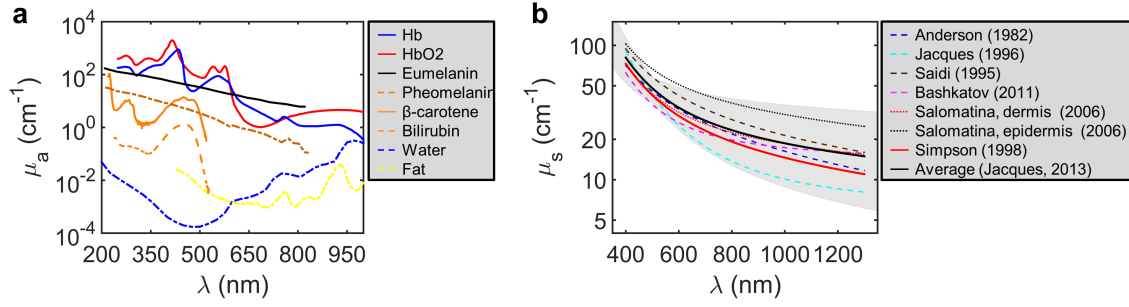 a
μa (cm-1)
10^4
10^2
10^0
10^-2
10^-4
200 350 500 650 800 950
λ (nm)
Hb
HbO2
Eumelanin
Pheomelanin
β-carotene
Bilirubin
Water
Fat
b
μs (cm-1)
100
50
20
10
5
400 600 800 1000 1200
λ (nm)
Anderson (1982)
Jacques (1996)
Saidi (1995)
Bashkatov (2011)
Salomatina, dermis (2006)
Salomatina, epidermis (2006)
Simpson (1998)
Average (Jacques, 2013)